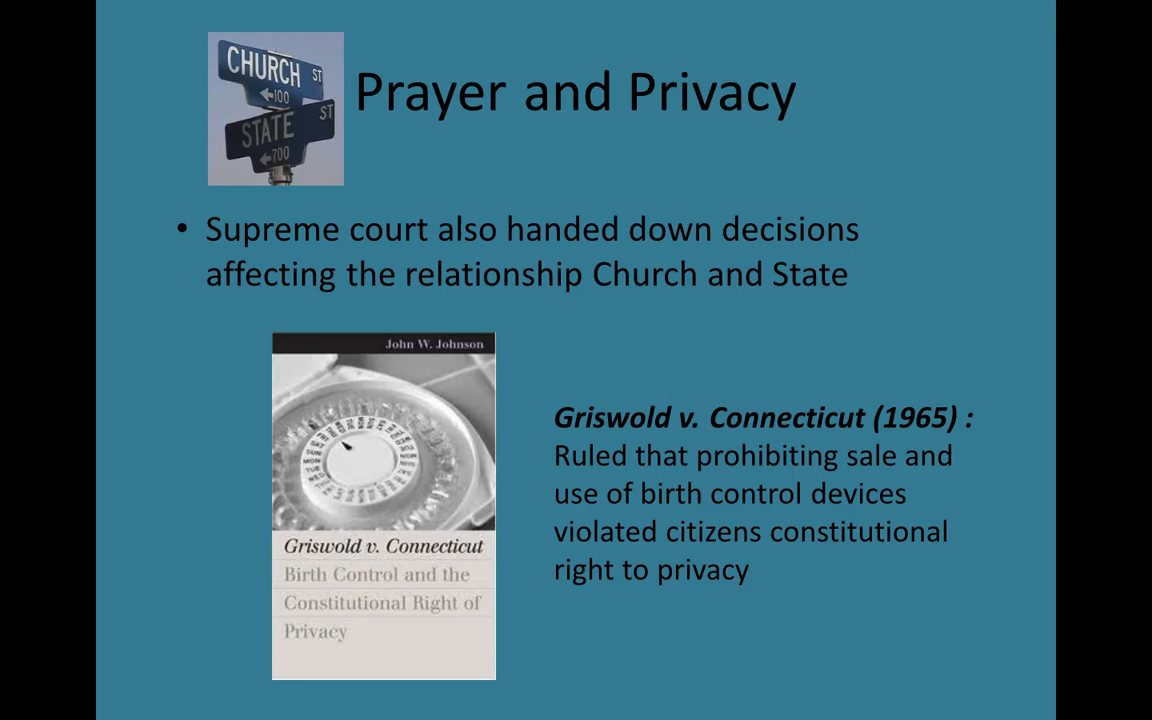 CHURCH ST
←100
STATE ST
←700
Prayer and Privacy
• Supreme court also handed down decisions
affecting the relationship Church and State
John W. Johnson
Griswold v. Connecticut
Birth Control and the
Constitutional Right of
Privacy
Griswold v. Connecticut (1965) :
Ruled that prohibiting sale and
use of birth control devices
violated citizens constitutional
right to privacy